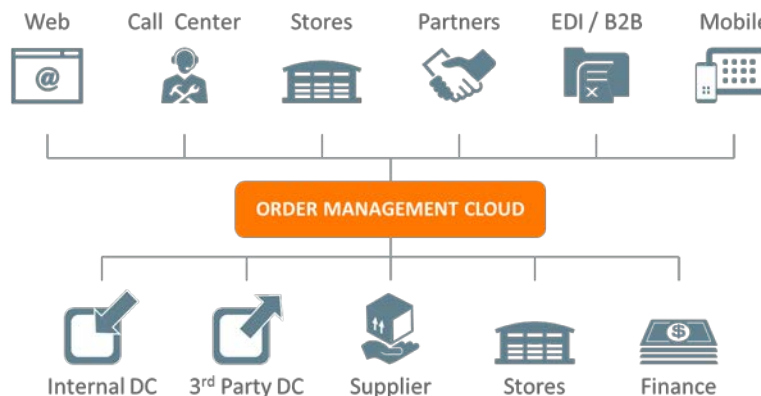 Web Call Center Stores Partners EDI / B2B Mobile
@
ORDER MANAGEMENT CLOUD
$
Internal DC 3rd Party DC Supplier Stores Finance